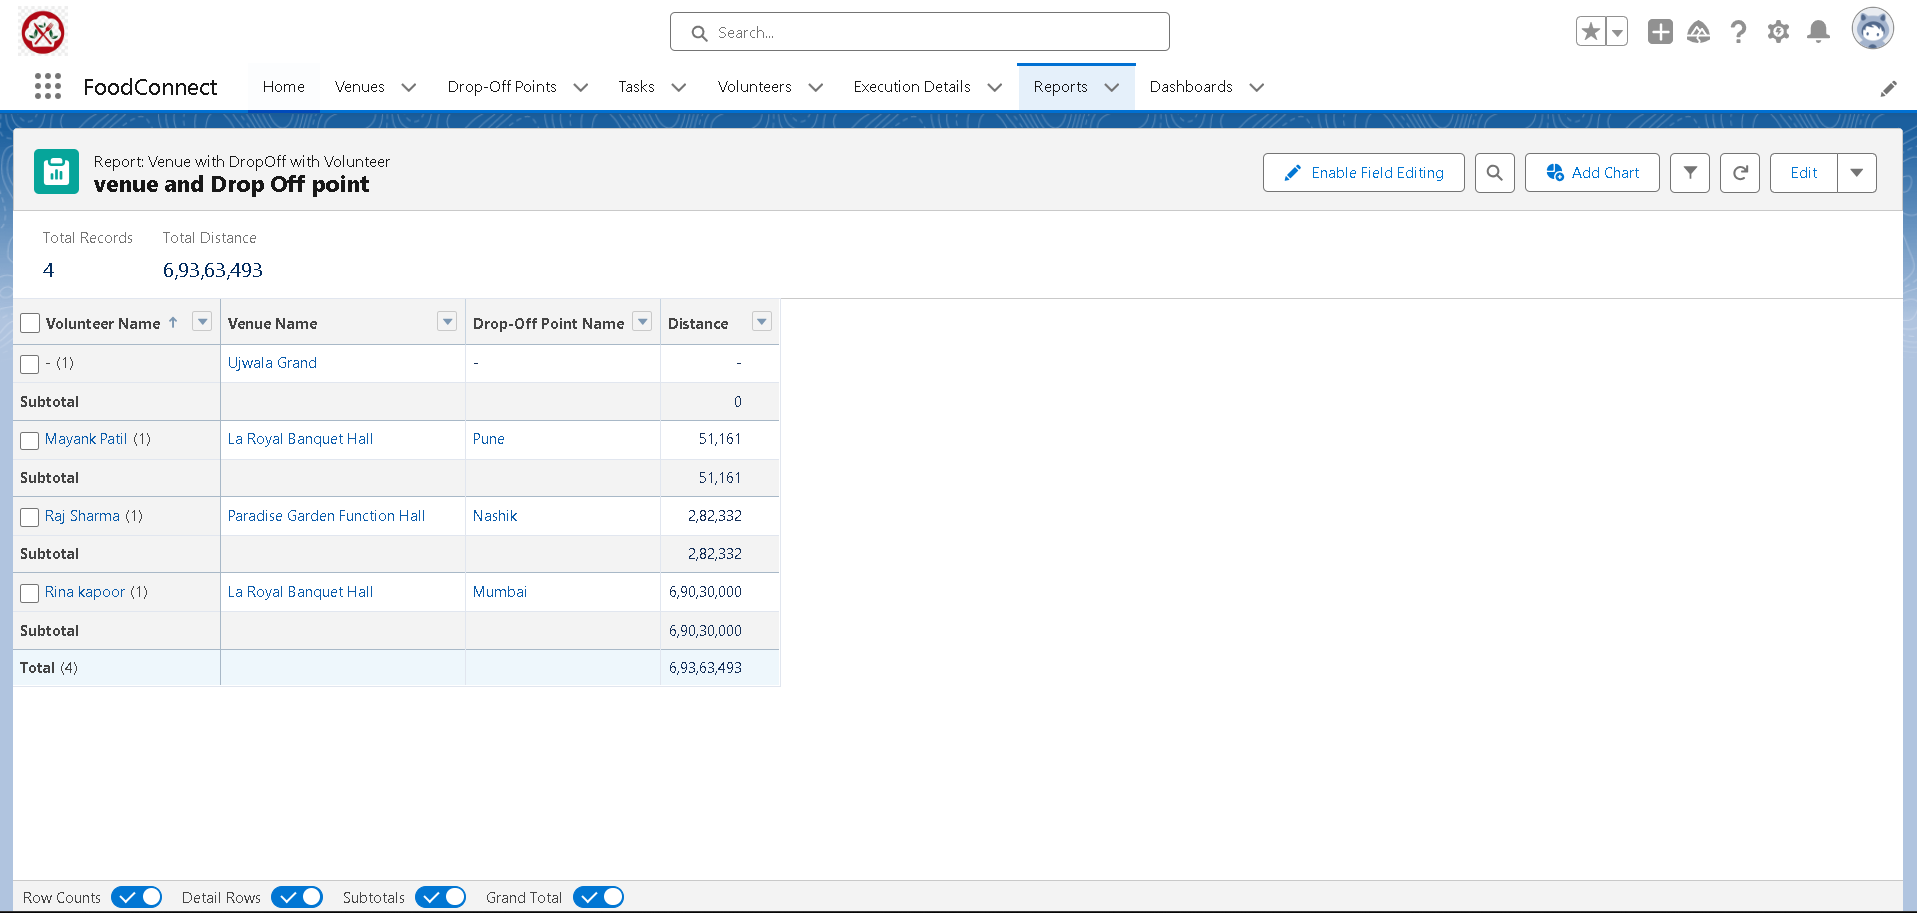 Search...
FoodConnect Home Venues Drop-Off Points Tasks Volunteers Execution Details Reports Dashboards
Report: Venue with DropOff with Volunteer
venue and Drop Off point
Enable Field Editing Add Chart Edit
Total Records Total Distance
4 6,93,63,493
Volunteer Name ↑ Venue Name Drop-Off Point Name Distance
- (1) Ujwala Grand - -
Subtotal 0
Mayank Patil (1) La Royal Banquet Hall Pune 51,161
Subtotal 51,161
Raj Sharma (1) Paradise Garden Function Hall Nashik 2,82,332
Subtotal 2,82,332
Rina kapoor (1) La Royal Banquet Hall Mumbai 6,90,30,000
Subtotal 6,90,30,000
Total (4) 6,93,63,493
Row Counts Detail Rows Subtotals Grand Total